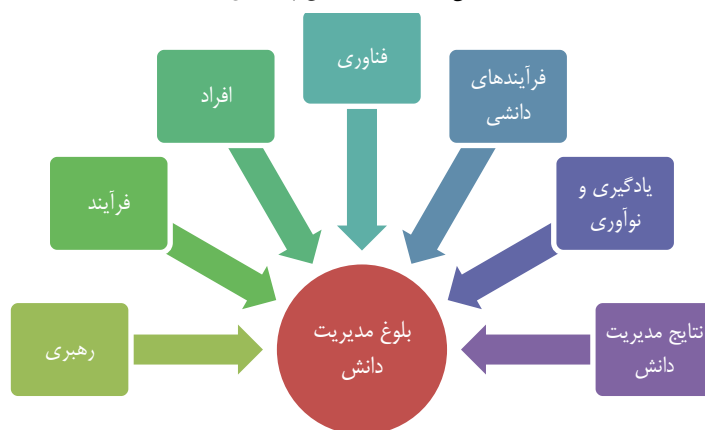 فناوری
فرآیندهای
دانشی
افراد
یادگیری و
نوآوری
فرآیند
نتایج مدیریت
دانش
رهبری
بلوغ مدیریت
دانش